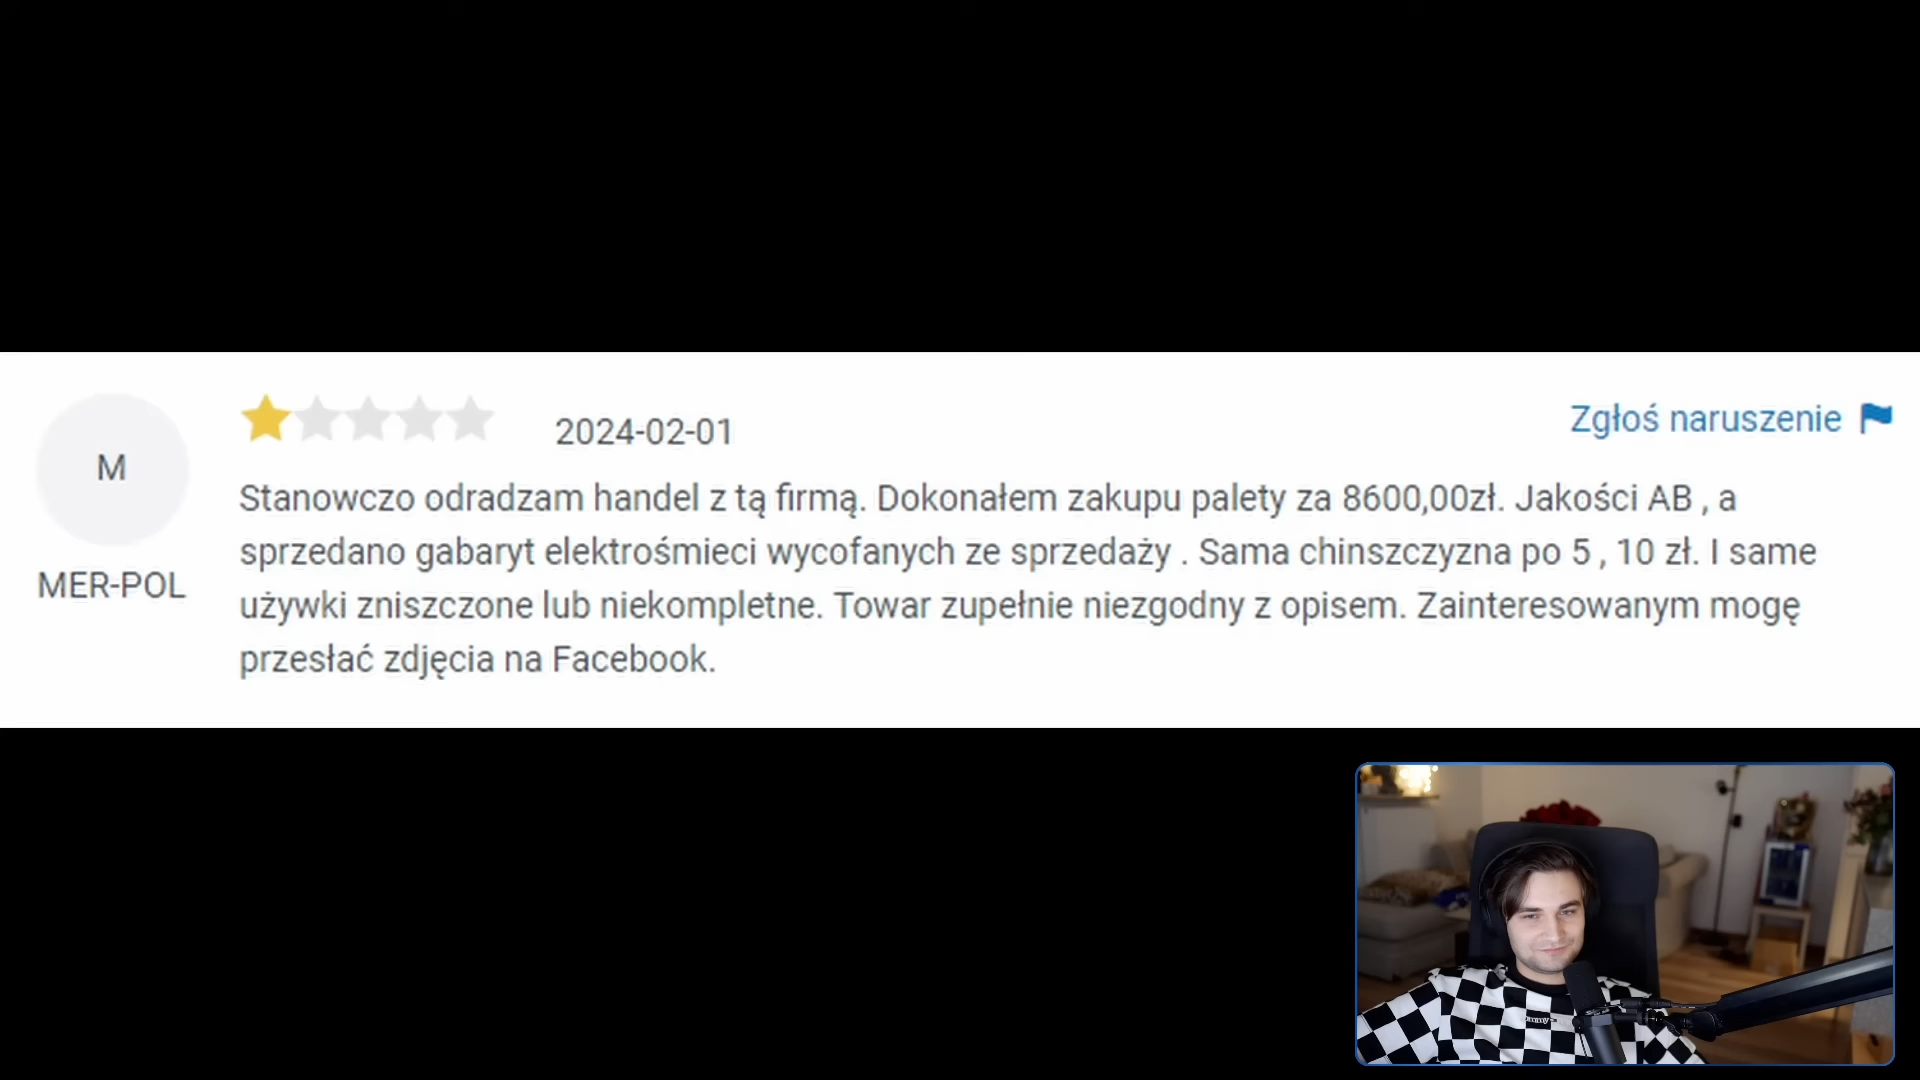 M
MER-POL
2024-02-01
Zgłoś naruszenie
Stanowczo odradzam handel z tą firmą. Dokonałem zakupu palety za 8600,00zł. Jakości AB , a
sprzedano gabaryt elektrośmieci wycofanych ze sprzedaży . Sama chinszczyzna po 5 , 10 zł. I same
używki zniszczone lub niekompletne. Towar zupełnie niezgodny z opisem. Zainteresowanym mogę
przesłać zdjęcia na Facebook.